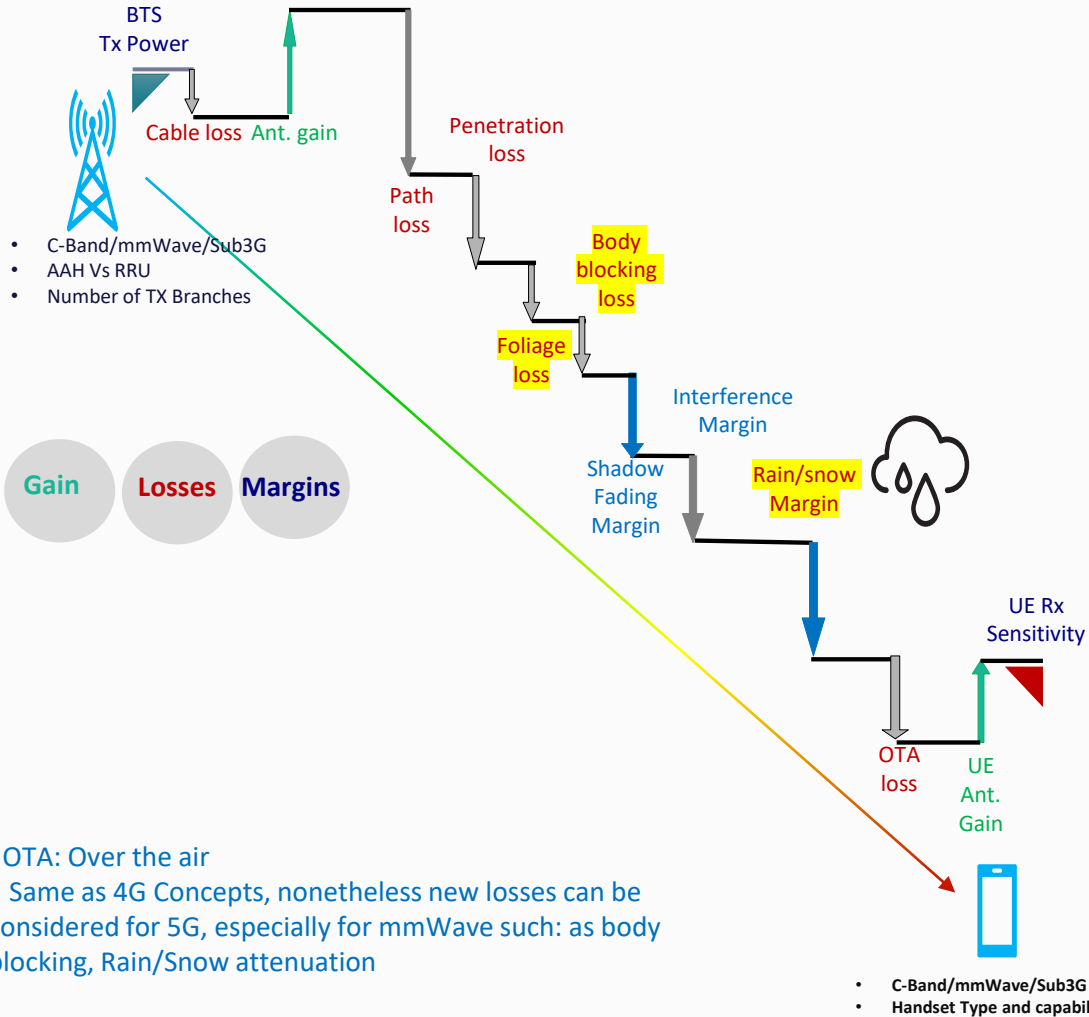 BTS
Tx Power
Cable loss
Ant. gain
Penetration
loss
Path
loss
• C-Band/mmWave/Sub3G
• AAH Vs RRU
• Number of TX Branches
Body
blocking
loss
Foliage
loss
Interference
Margin
Shadow
Fading
Margin
Rain/snow
Margin
Gain
Losses
Margins
UE Rx
Sensitivity
OTA
loss
UE
Ant.
Gain
OTA: Over the air
Same as 4G Concepts, nonetheless new losses can be
onsidered for 5G, especially for mmWave such: as body
locking, Rain/Snow attenuation
• C-Band/mmWave/Sub3G
• Handset Type and capabil